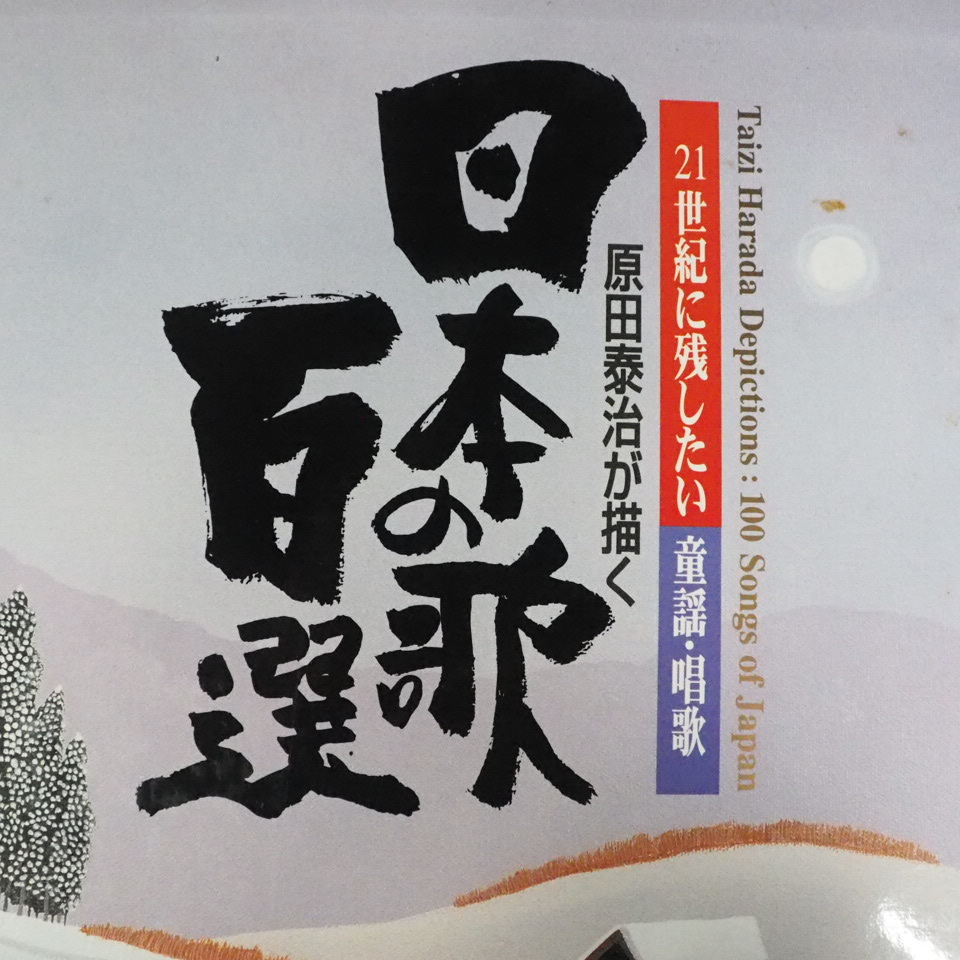 Taizi Harada Depictions : 100 Songs of Japan
21世紀に残したい
童謡・唱歌
原田泰治が描く
日本の歌
百選